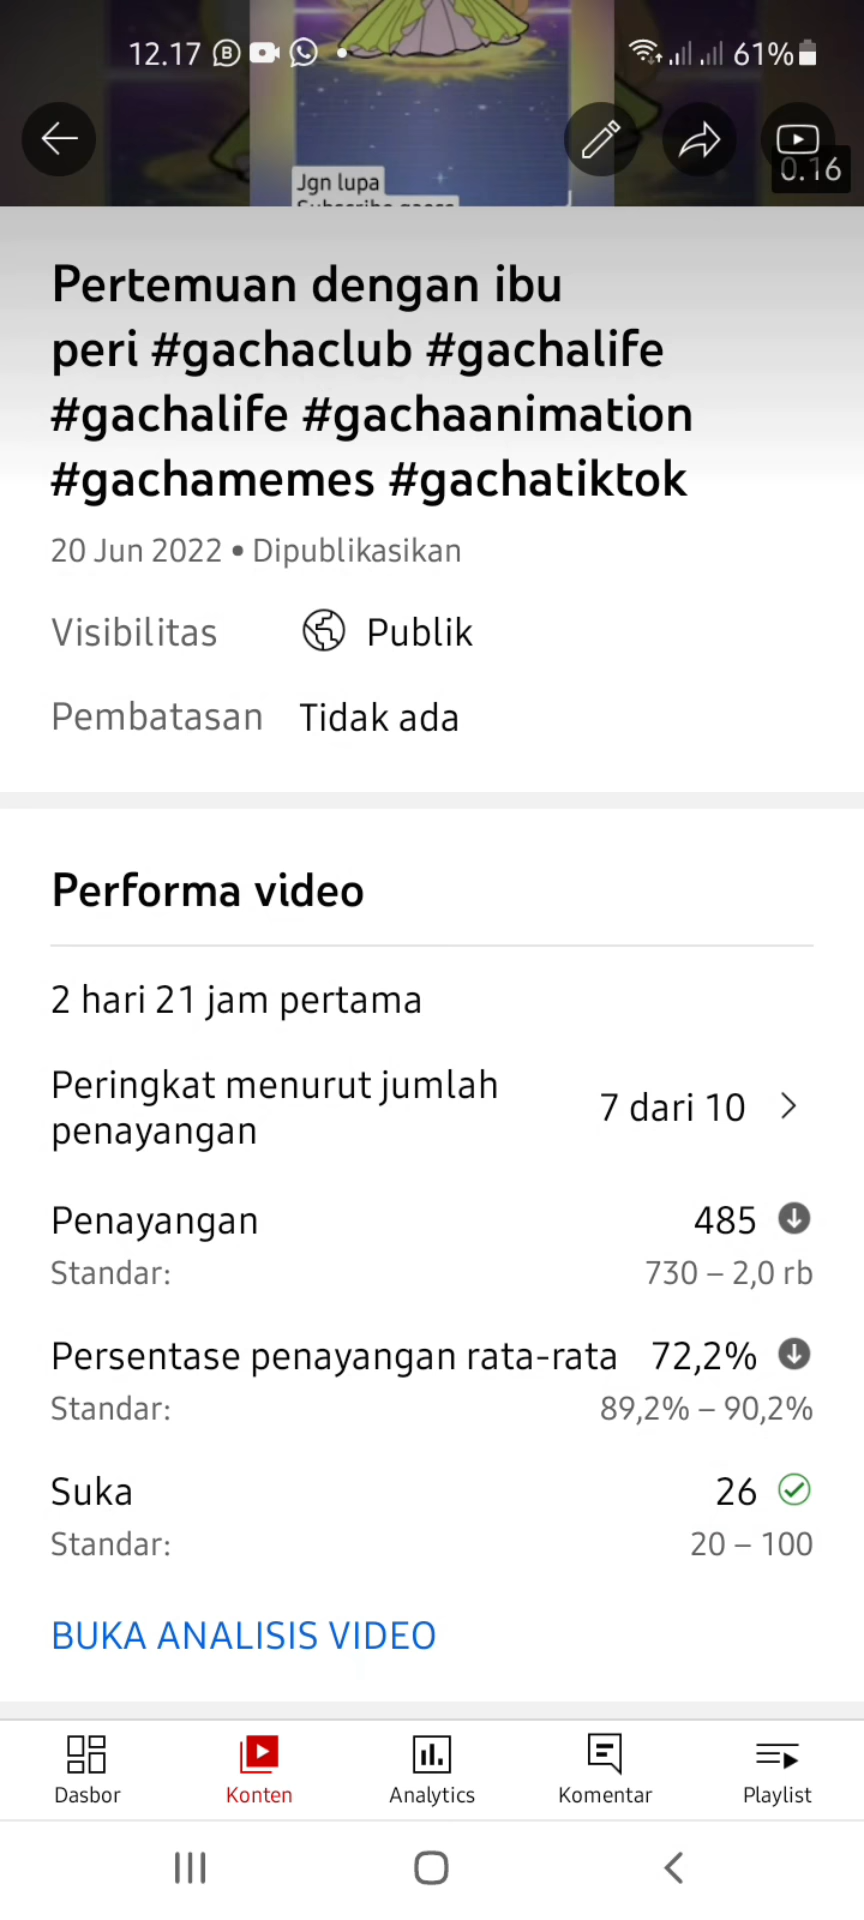 12.17 61%
0.16
Jgn lupa
Subscribe gaess
Pertemuan dengan ibu
peri #gachaclub #gachalife
#gachalife #gachaanimation
#gachamemes #gachatiktok
20 Jun 2022 • Dipublikasikan
Visibilitas Publik
Pembatasan Tidak ada
Performa video
2 hari 21 jam pertama
Peringkat menurut jumlah
penayangan
7 dari 10
Penayangan 485
Standar: 730 – 2,0 rb
Persentase penayangan rata-rata 72,2%
Standar: 89,2% – 90,2%
Suka 26
Standar: 20 – 100
BUKA ANALISIS VIDEO
Dasbor Konten Analytics Komentar Playlist